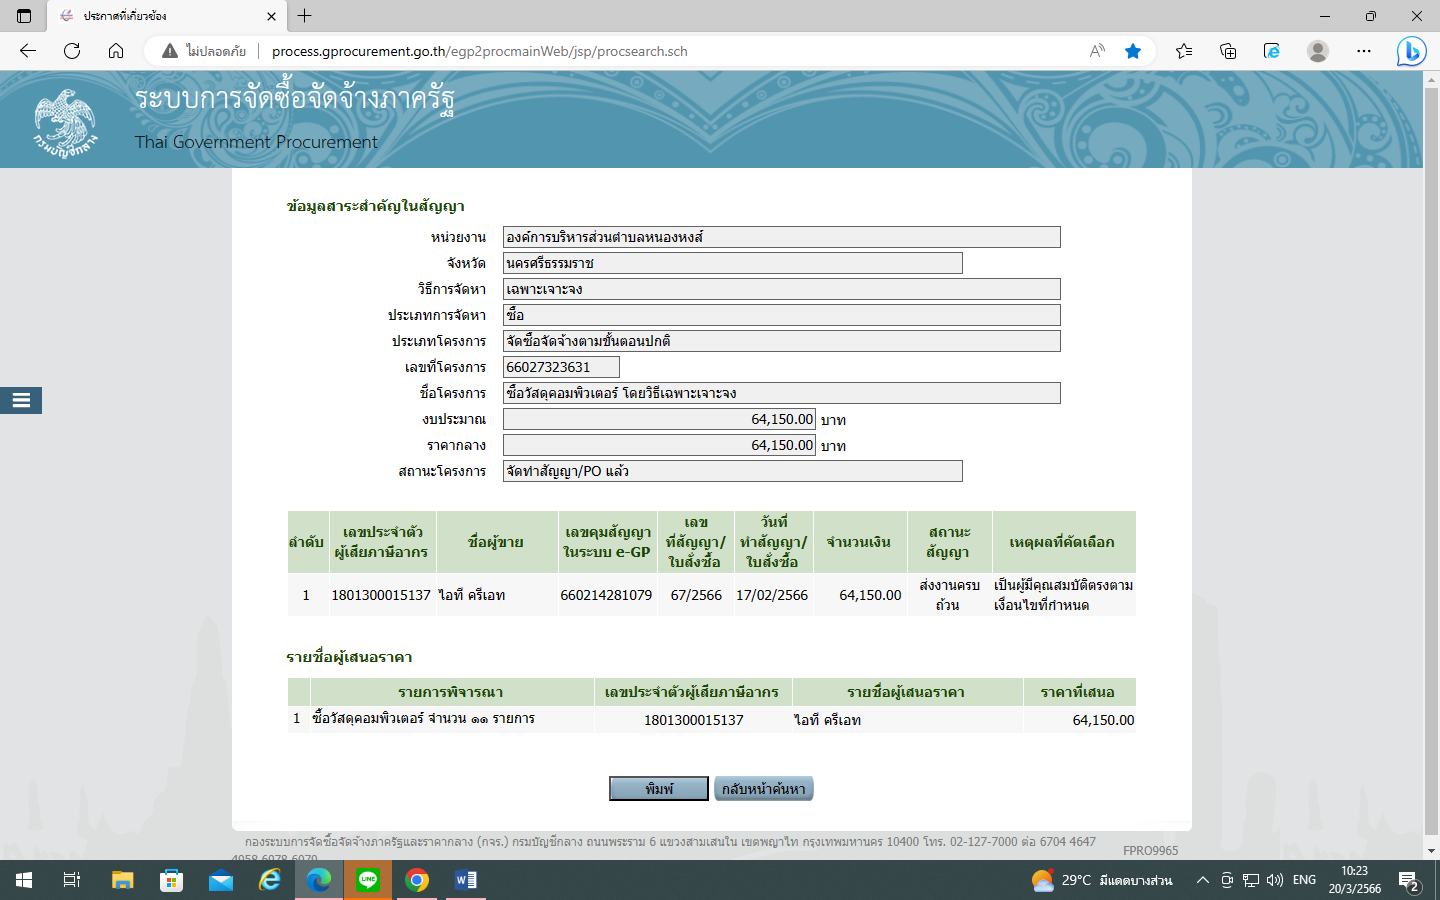 ประกาศที่เกี่ยวข้อง
ไม่ปลอดภัย
process.gprocurement.go.th/egp2procmainWeb/jsp/procsearch.sch
ระบบการจัดซื้อจัดจ้างภาครัฐ
Thai Government Procurement
กรมบัญชีกลาง
ข้อมูลสาระสำคัญในสัญญา
หน่วยงาน องค์การบริหารส่วนตำบลหนองหงส์
จังหวัด นครศรีธรรมราช
วิธีการจัดหา เฉพาะเจาะจง
ประเภทการจัดหา ซื้อ
ประเภทโครงการ จัดซื้อจัดจ้างตามขั้นตอนปกติ
เลขที่โครงการ 66027323631
ชื่อโครงการ ซื้อวัสดุคอมพิวเตอร์ โดยวิธีเฉพาะเจาะจง
งบประมาณ 64,150.00 บาท
ราคากลาง 64,150.00 บาท
สถานะโครงการ จัดทำสัญญา/PO แล้ว
ลำดับ เลขประจำตัวผู้เสียภาษีอากร ชื่อผู้ขาย เลขคุมสัญญาในระบบ e-GP เลขที่สัญญา/ใบสั่งซื้อ วันที่ทำสัญญา/ใบสั่งซื้อ จำนวนเงิน สถานะสัญญา เหตุผลที่คัดเลือก
1 1801300015137 ไอที ครีเอท 660214281079 67/2566 17/02/2566 64,150.00 ส่งงานครบถ้วน เป็นผู้มีคุณสมบัติตรงตามเงื่อนไขที่กำหนด
รายชื่อผู้เสนอราคา
รายการพิจารณา เลขประจำตัวผู้เสียภาษีอากร รายชื่อผู้เสนอราคา ราคาที่เสนอ
1 ซื้อวัสดุคอมพิวเตอร์ จำนวน ๑๑ รายการ 1801300015137 ไอที ครีเอท 64,150.00
พิมพ์ กลับหน้าค้นหา
กองระบบการจัดซื้อจัดจ้างภาครัฐและราคากลาง (กจร.) กรมบัญชีกลาง ถนนพระราม 6 แขวงสามเสนใน เขตพญาไท กรุงเทพมหานคร 10400 โทร. 02-127-7000 ต่อ 6704 4647
4958 6978 6979
FPRO9965
29°C มีแดดบางส่วน
ENG
10:23
20/3/2566
2